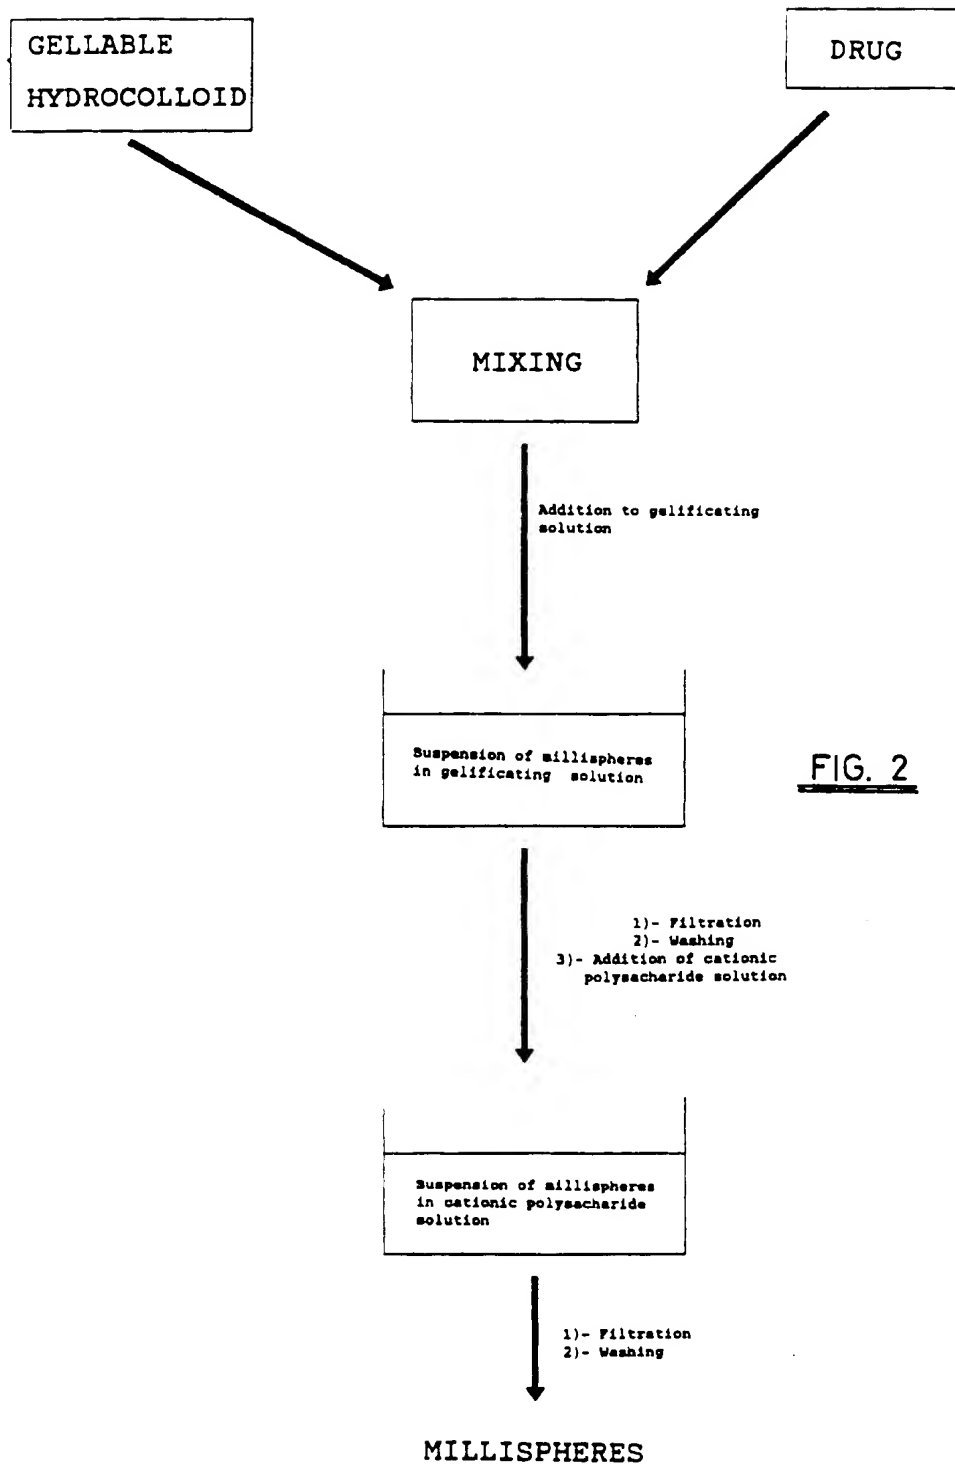 GELLABLE
HYDROCOLLOID
DRUG
MIXING
Addition to gelificating
solution
Suspension of millispheres
in gelificating solution
FIG. 2
1)- Filtration
2)- Washing
3)- Addition of cationic
polysacharide solution
Suspension of millispheres
in cationic polysacharide
solution
1)- Filtration
2)- Washing
MILLISPHERES